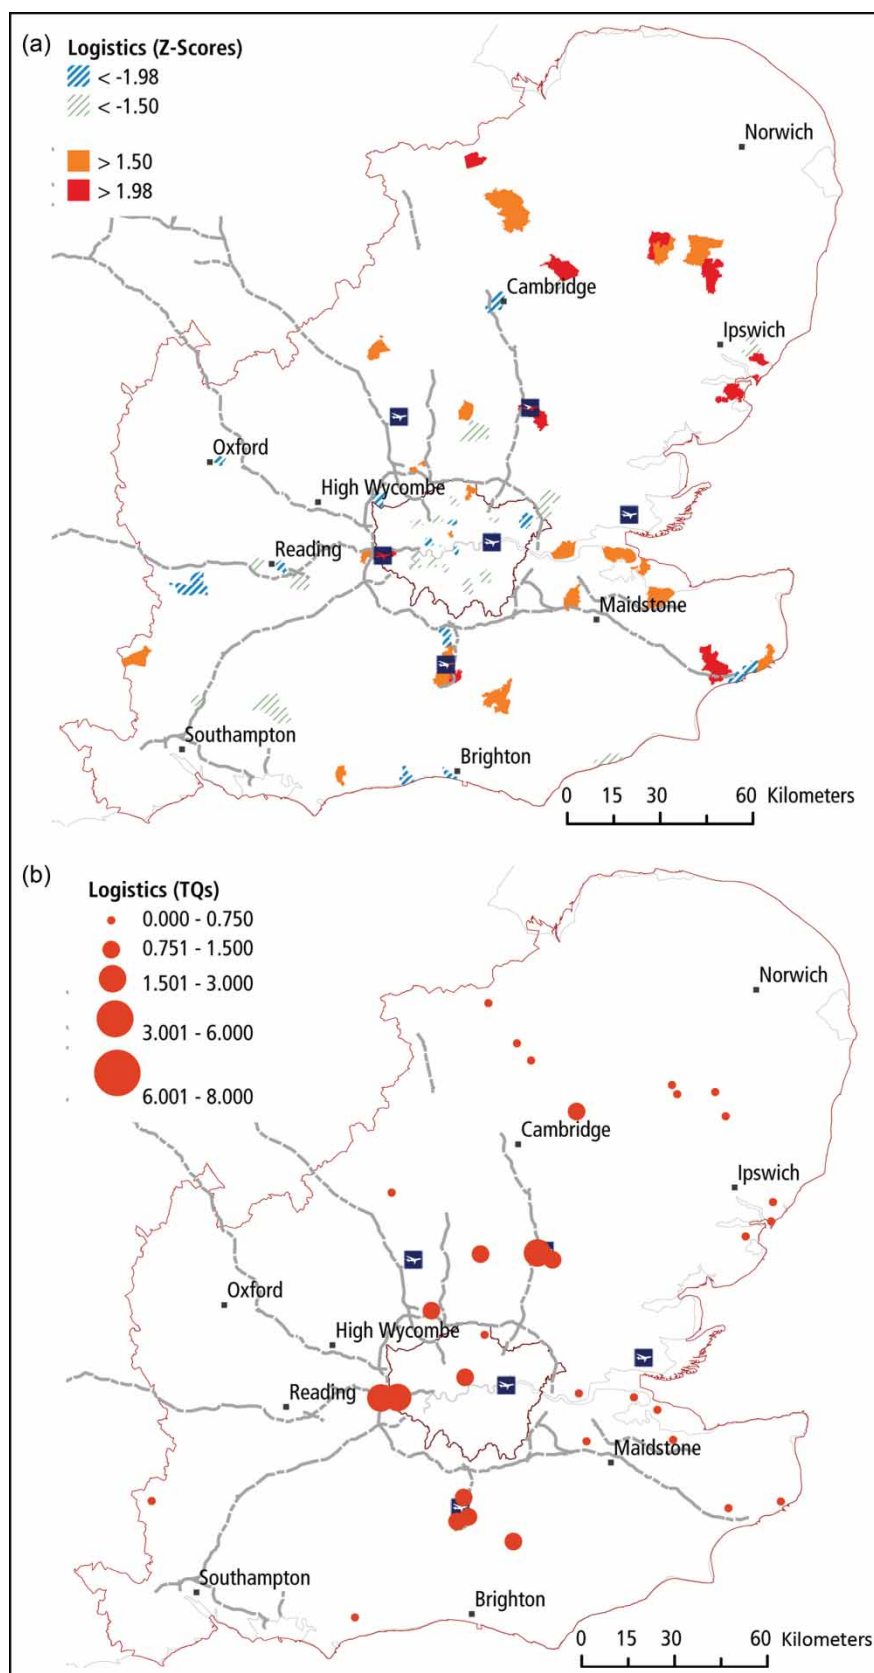 (a)
Logistics (Z-Scores)
< -1.98
< -1.50
> 1.50
> 1.98
Norwich
Cambridge
Ipswich
Oxford
High Wycombe
Reading
Maidstone
Southampton
Brighton
0 15 30 60 Kilometers
(b)
Logistics (TQs)
0.000 - 0.750
0.751 - 1.500
1.501 - 3.000
3.001 - 6.000
6.001 - 8.000
Norwich
Cambridge
Ipswich
Oxford
High Wycombe
Reading
Maidstone
Southampton
Brighton
0 15 30 60 Kilometers